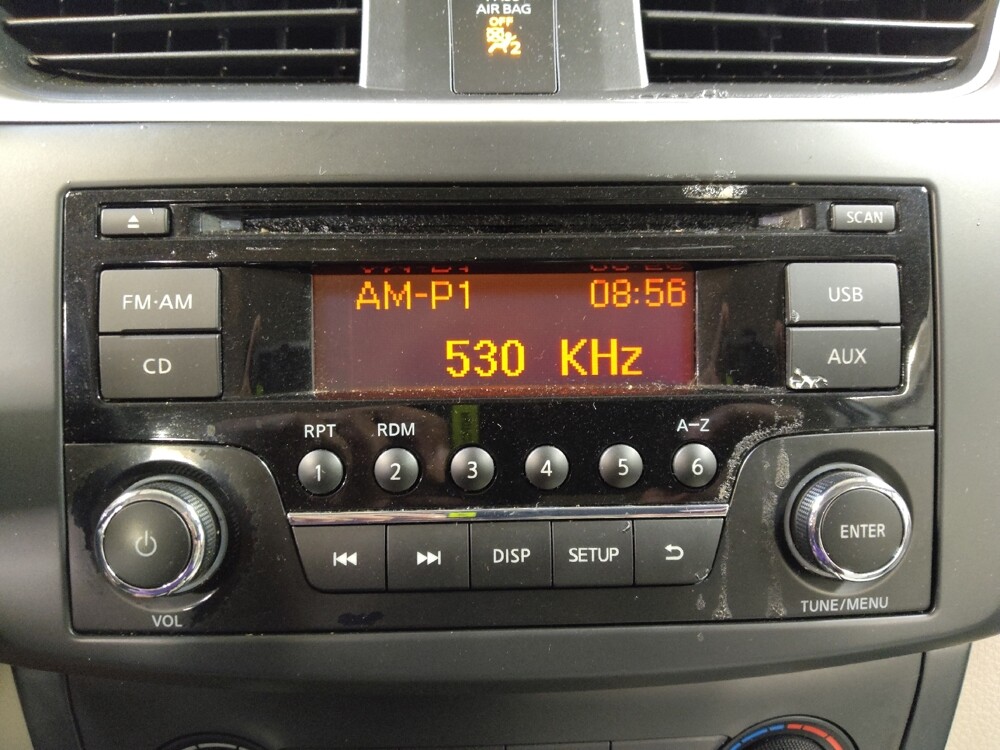 AIR BAG
OFF
2
SCAN
FM·AM
AM-P1 08:56
USB
530 KHz
CD
AUX
RPT RDM A-Z
1 2 3 4 5 6
DISP SETUP
ENTER
VOL
TUNE/MENU